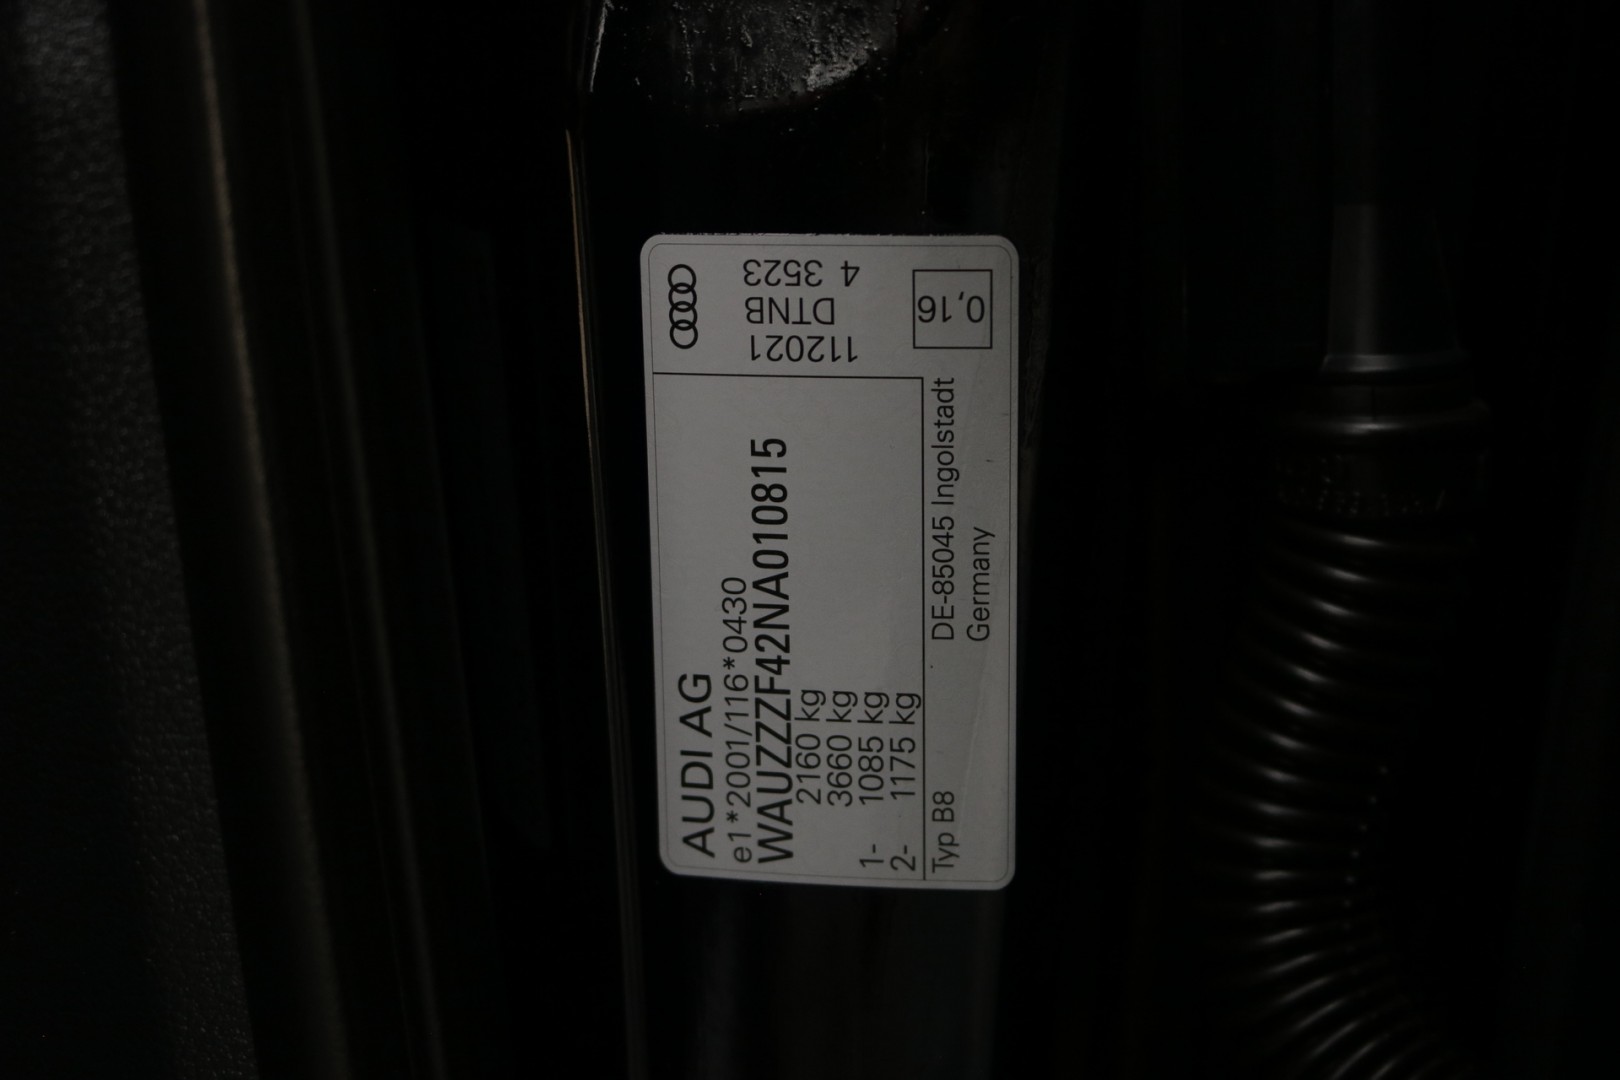 AUDI AG
e1*2001/116*0430
WAUZZZF42NA010815
2160 kg
3660 kg
1- 1085 kg
2- 1175 kg
Typ B8
DE-85045 Ingolstadt
Germany
112021
DTNB
4 3523
0,16